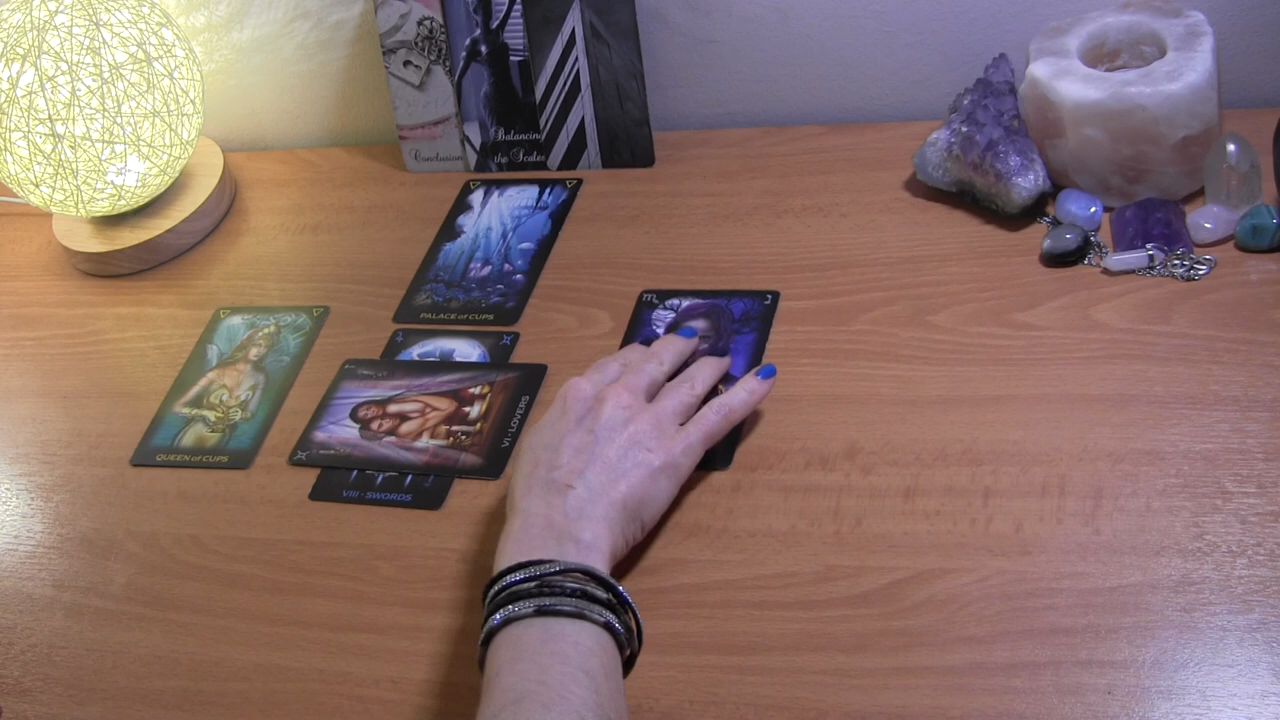 Conclusion
Balancing
the Scales
PALACE of CUPS
QUEEN of CUPS
VI · LOVERS
VIII · SWORDS